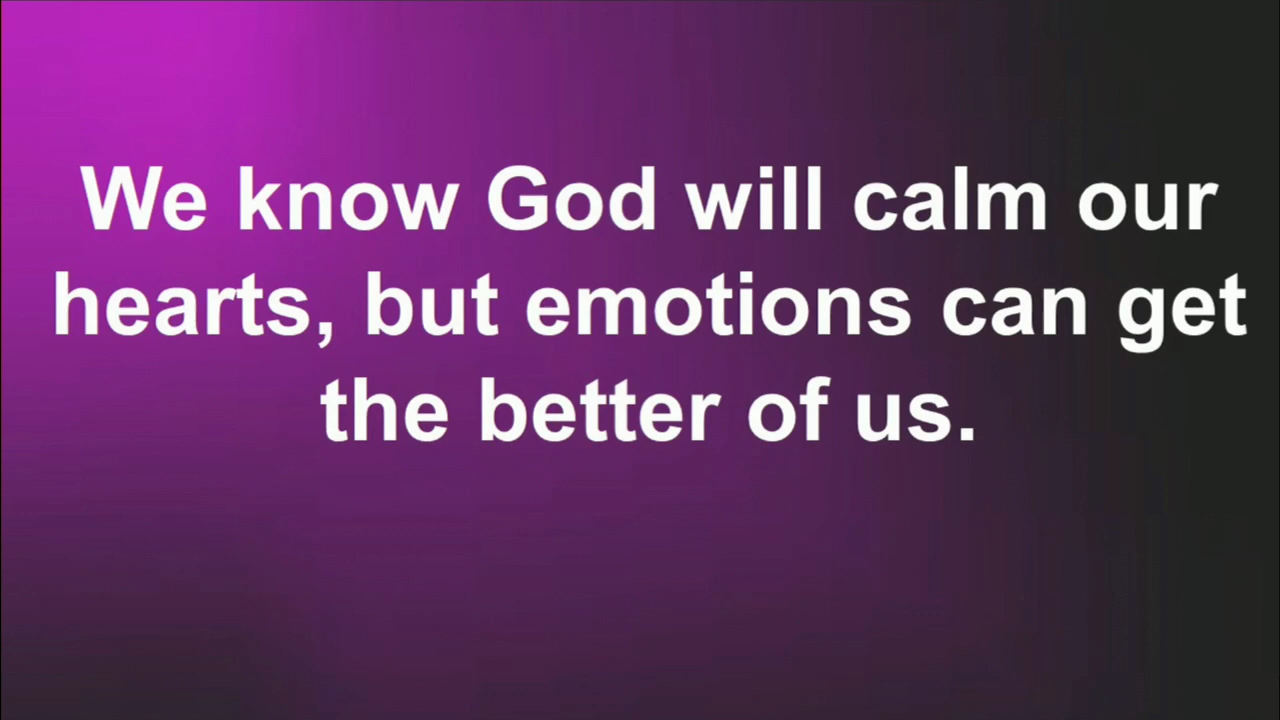 We know God will calm our
hearts, but emotions can get
the better of us.